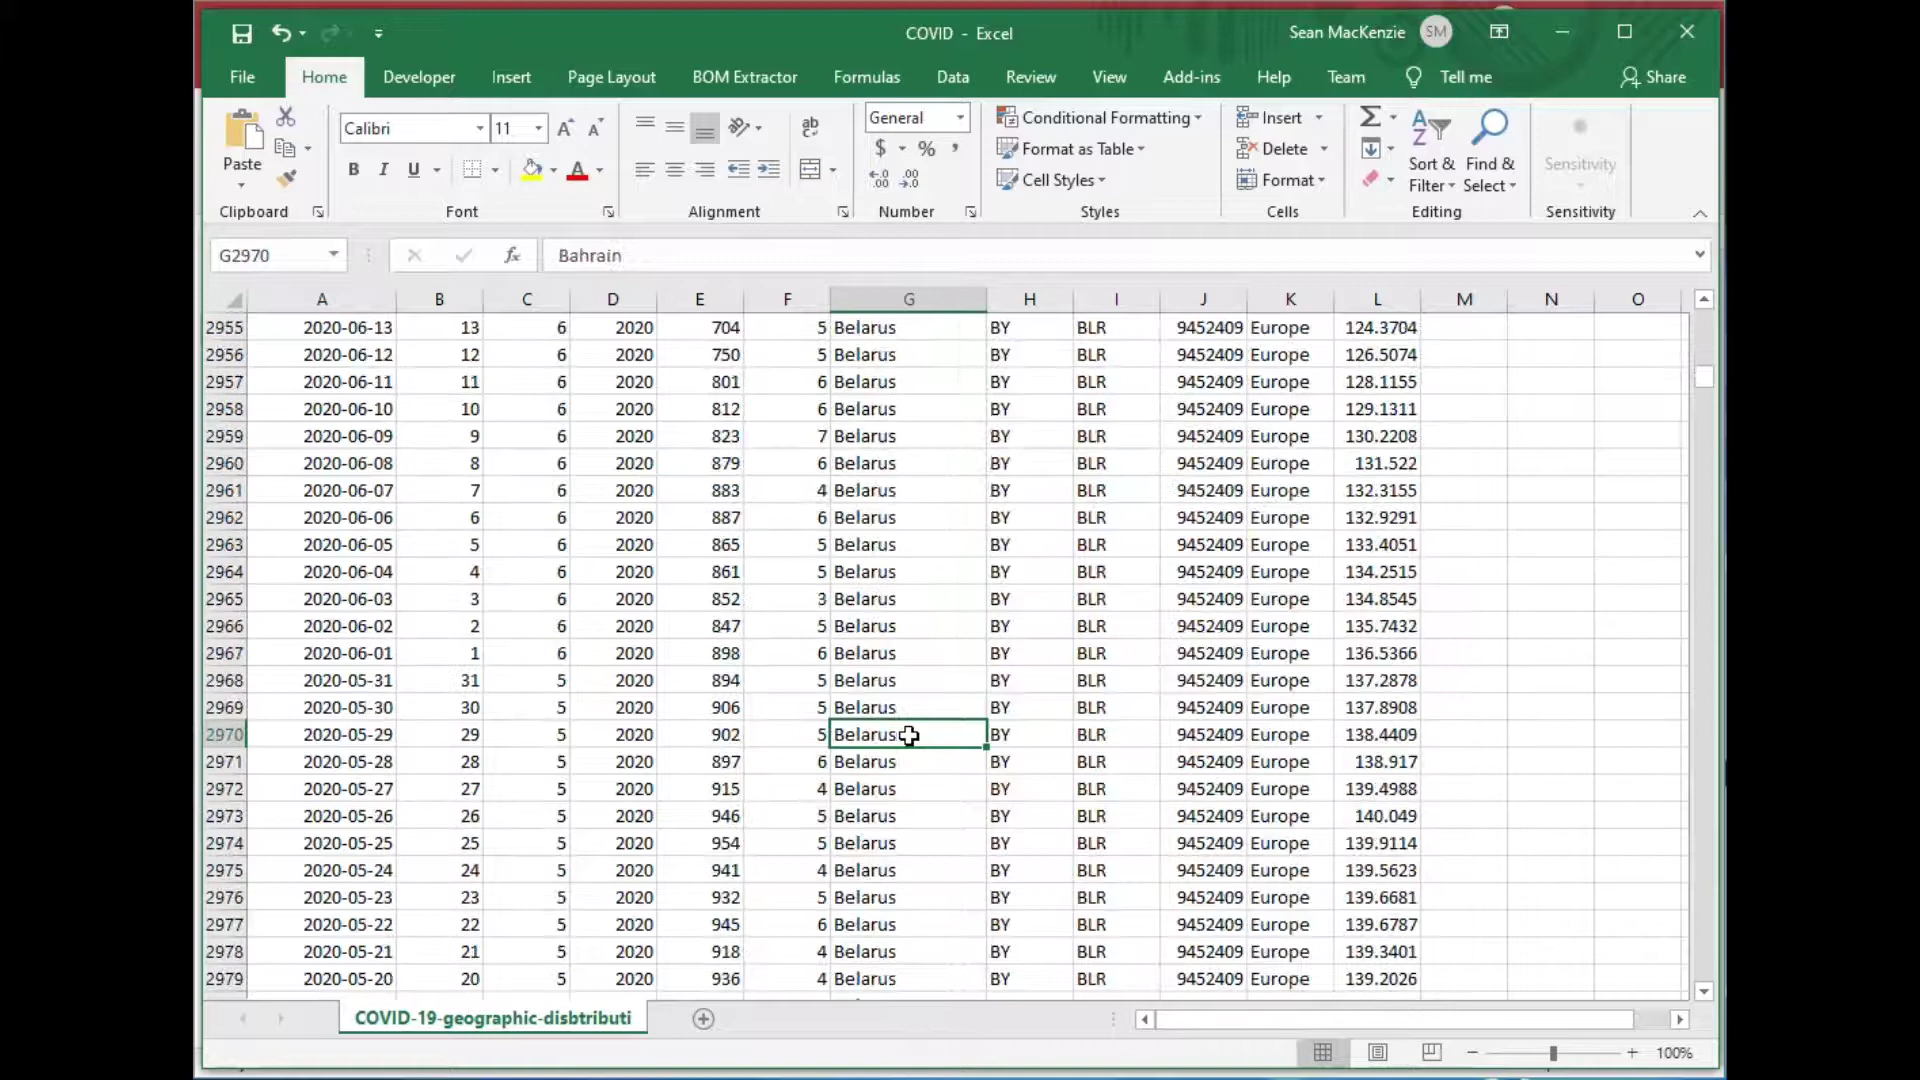 COVID - Excel
Sean MacKenzie SM
File Home Developer Insert Page Layout BOM Extractor Formulas Data Review View Add-ins Help Team Tell me Share
Paste
Calibri 11
B I U
ab
General
$ % ,
Conditional Formatting
Format as Table
Cell Styles
Insert
Delete
Format
Sort & Filter
Find & Select
Sensitivity
Clipboard Font Alignment Number Styles Cells Editing Sensitivity
G2970 fx Bahrain
A B C D E F G H I J K L M N O
2955 2020-06-13 13 6 2020 704 5 Belarus BY BLR 9452409 Europe 124.3704
2956 2020-06-12 12 6 2020 750 5 Belarus BY BLR 9452409 Europe 126.5074
2957 2020-06-11 11 6 2020 801 6 Belarus BY BLR 9452409 Europe 128.1155
2958 2020-06-10 10 6 2020 812 6 Belarus BY BLR 9452409 Europe 129.1311
2959 2020-06-09 9 6 2020 823 7 Belarus BY BLR 9452409 Europe 130.2208
2960 2020-06-08 8 6 2020 879 6 Belarus BY BLR 9452409 Europe 131.522
2961 2020-06-07 7 6 2020 883 4 Belarus BY BLR 9452409 Europe 132.3155
2962 2020-06-06 6 6 2020 887 6 Belarus BY BLR 9452409 Europe 132.9291
2963 2020-06-05 5 6 2020 865 5 Belarus BY BLR 9452409 Europe 133.4051
2964 2020-06-04 4 6 2020 861 5 Belarus BY BLR 9452409 Europe 134.2515
2965 2020-06-03 3 6 2020 852 3 Belarus BY BLR 9452409 Europe 134.8545
2966 2020-06-02 2 6 2020 847 5 Belarus BY BLR 9452409 Europe 135.7432
2967 2020-06-01 1 6 2020 898 6 Belarus BY BLR 9452409 Europe 136.5366
2968 2020-05-31 31 5 2020 894 5 Belarus BY BLR 9452409 Europe 137.2878
2969 2020-05-30 30 5 2020 906 5 Belarus BY BLR 9452409 Europe 137.8908
2970 2020-05-29 29 5 2020 902 5 Belarus BY BLR 9452409 Europe 138.4409
2971 2020-05-28 28 5 2020 897 6 Belarus BY BLR 9452409 Europe 138.917
2972 2020-05-27 27 5 2020 915 4 Belarus BY BLR 9452409 Europe 139.4988
2973 2020-05-26 26 5 2020 946 5 Belarus BY BLR 9452409 Europe 140.049
2974 2020-05-25 25 5 2020 954 5 Belarus BY BLR 9452409 Europe 139.9114
2975 2020-05-24 24 5 2020 941 4 Belarus BY BLR 9452409 Europe 139.5623
2976 2020-05-23 23 5 2020 932 5 Belarus BY BLR 9452409 Europe 139.6681
2977 2020-05-22 22 5 2020 945 6 Belarus BY BLR 9452409 Europe 139.6787
2978 2020-05-21 21 5 2020 918 4 Belarus BY BLR 9452409 Europe 139.3401
2979 2020-05-20 20 5 2020 936 4 Belarus BY BLR 9452409 Europe 139.2026
COVID-19-geographic-disbtributi
100%